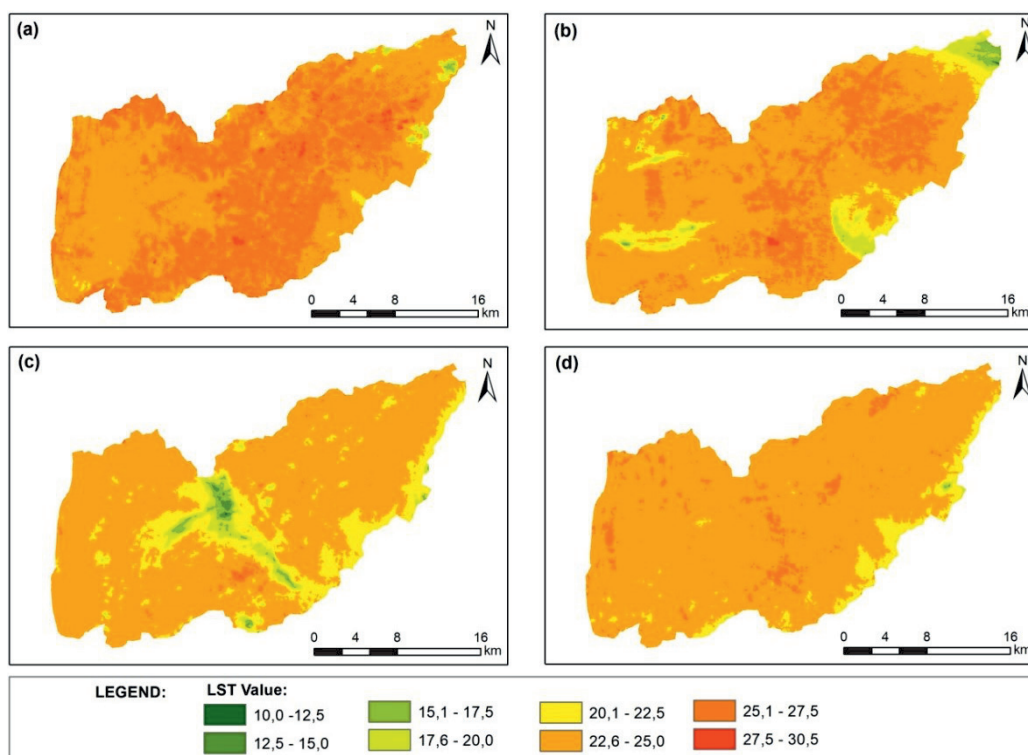 (a)
N
0 4 8 16
km
(b)
N
0 4 8 16
km
(c)
N
0 4 8 16
km
(d)
N
0 4 8 16
km
LEGEND: LST Value:
10,0 -12,5 15,1 - 17,5 20,1 - 22,5 25,1 - 27,5
12,5 - 15,0 17,6 - 20,0 22,6 - 25,0 27,5 - 30,5